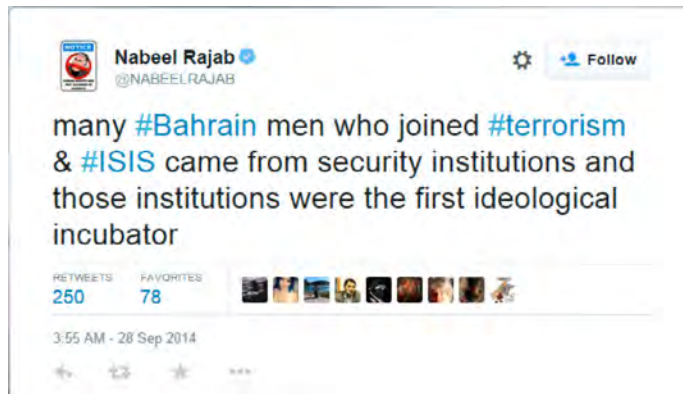 NOTICE
Nabeel Rajab
@NABEELRAJAB
Follow
many #Bahrain men who joined #terrorism
& #ISIS came from security institutions and
those institutions were the first ideological
incubator
RETWEETS FAVORITES
250 78
3:55 AM - 28 Sep 2014